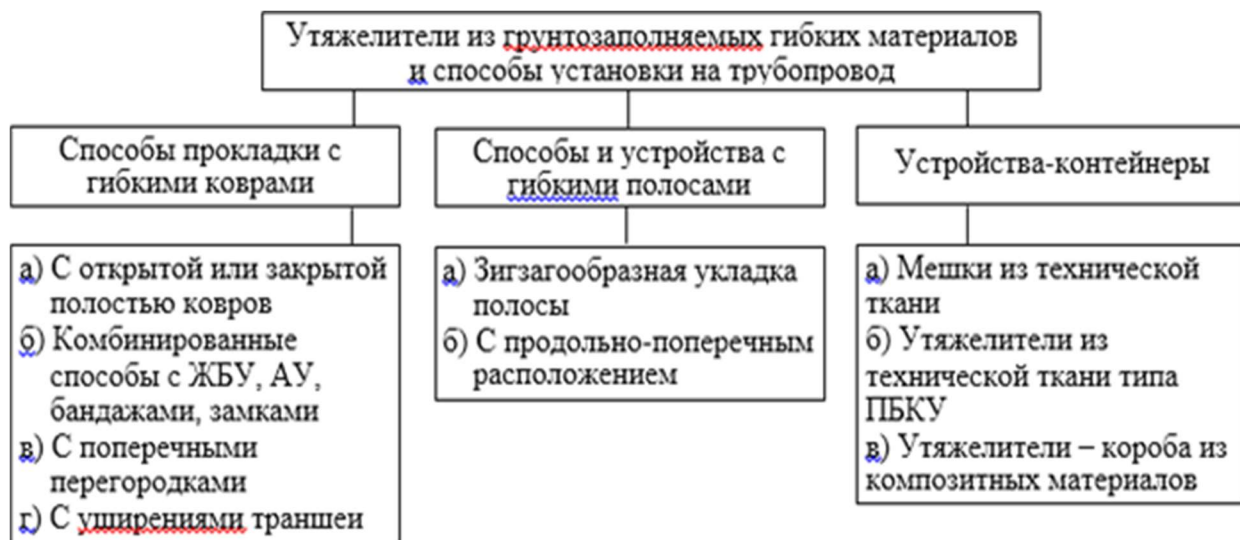 Утяжелители из грунтозаполняемых гибких материалов
и способы установки на трубопровод
Способы прокладки с
гибкими коврами
а) С открытой или закрытой
полостью ковров
б) Комбинированные
способы с ЖБУ, АУ,
бандажами, замками
в) С поперечными
перегородками
г) С уширениями траншеи
Способы и устройства с
гибкими полосами
а) Зигзагообразная укладка
полосы
б) С продольно-поперечным
расположением
Устройства-контейнеры
а) Мешки из технической
ткани
б) Утяжелители из
технической ткани типа
ПБКУ
в) Утяжелители – короба из
композитных материалов